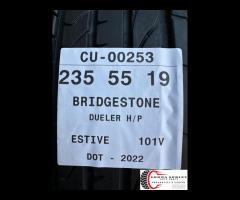 CU-00253
235 55 19
BRIDGESTONE
DUELER H/P
ESTIVE 101V
DOT - 2022